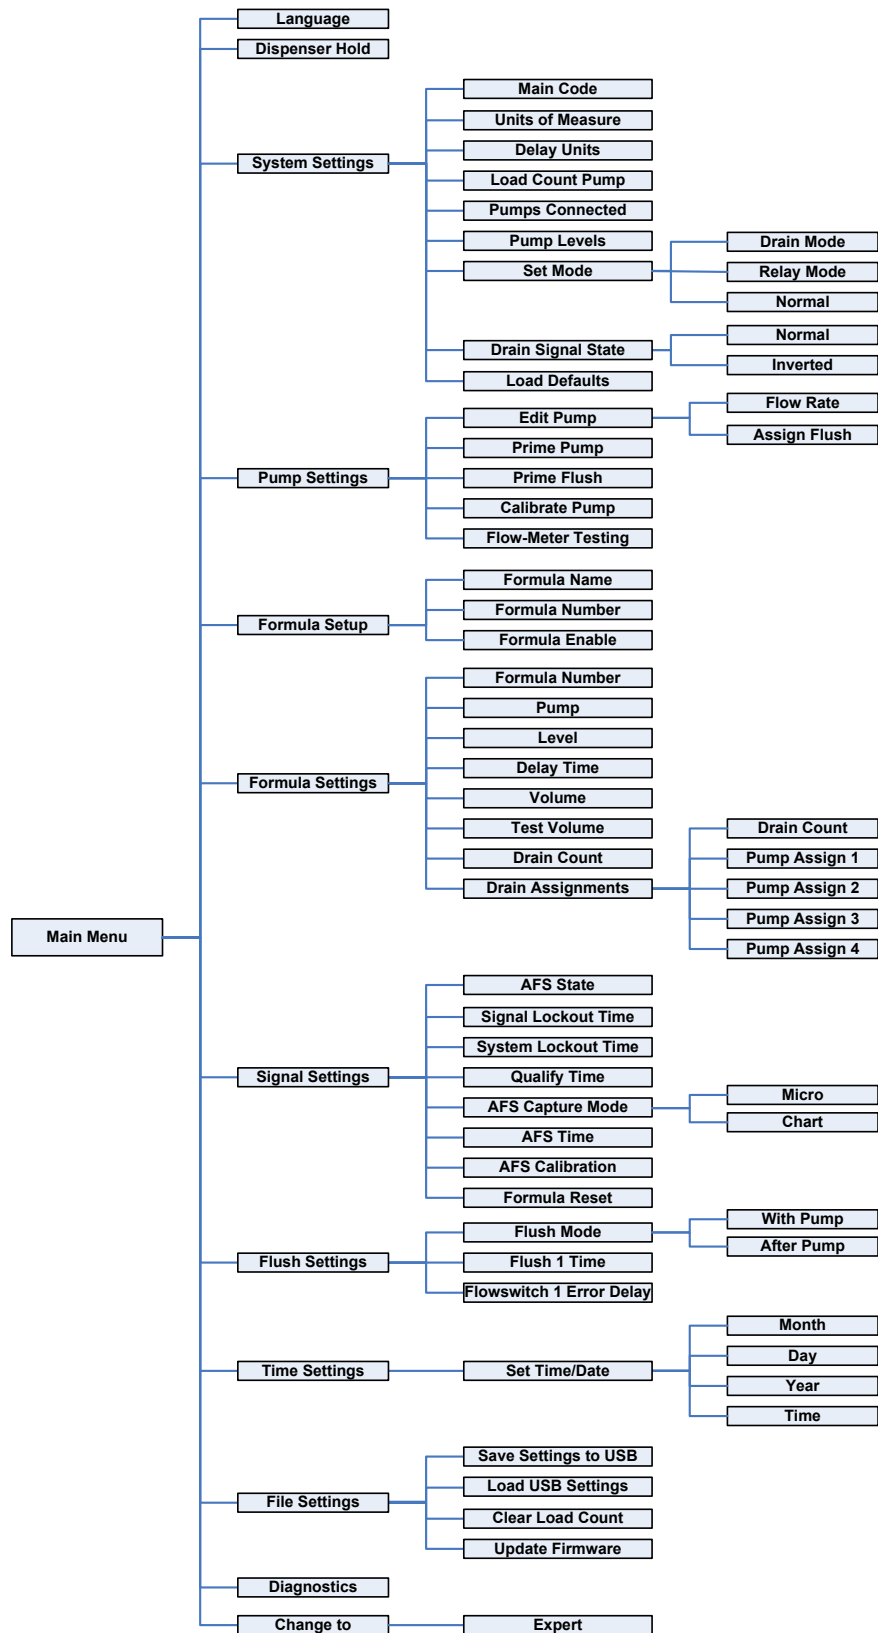 Language
Dispenser Hold
Main Code
Units of Measure
Delay Units
System Settings
Load Count Pump
Pumps Connected
Pump Levels
Set Mode
Drain Mode
Relay Mode
Normal
Drain Signal State
Normal
Inverted
Load Defaults
Edit Pump
Flow Rate
Assign Flush
Prime Pump
Pump Settings
Prime Flush
Calibrate Pump
Flow-Meter Testing
Formula Name
Formula Setup
Formula Number
Formula Enable
Formula Number
Pump
Level
Formula Settings
Delay Time
Volume
Test Volume
Drain Count
Drain Assignments
Drain Count
Pump Assign 1
Pump Assign 2
Pump Assign 3
Pump Assign 4
Main Menu
AFS State
Signal Lockout Time
System Lockout Time
Signal Settings
Qualify Time
AFS Capture Mode
Micro
Chart
AFS Time
AFS Calibration
Formula Reset
Flush Mode
With Pump
After Pump
Flush Settings
Flush 1 Time
Flowswitch 1 Error Delay
Time Settings
Set Time/Date
Month
Day
Year
Time
Save Settings to USB
File Settings
Load USB Settings
Clear Load Count
Update Firmware
Diagnostics
Change to
Expert